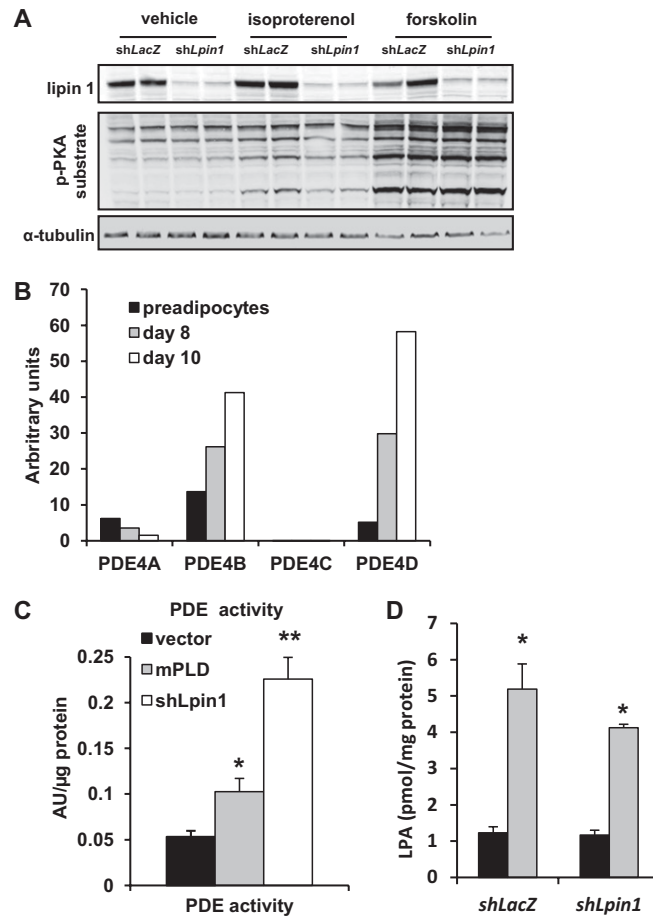 A
vehicle isoproterenol forskolin
shLacZ shLpin1 shLacZ shLpin1 shLacZ shLpin1
lipin 1
p-PKA
substrate
α-tubulin
B
70
60
50
40
30
20
10
0
Arbritrary units
preadipocytes
day 8
day 10
PDE4A PDE4B PDE4C PDE4D
C
PDE activity
vector
mPLD
shLpin1
0.25
0.2
0.15
0.1
0.05
0
AU/µg protein
*
**
PDE activity
D
7
6
5
4
3
2
1
0
LPA (pmol/mg protein)
*
*
shLacZ shLpin1